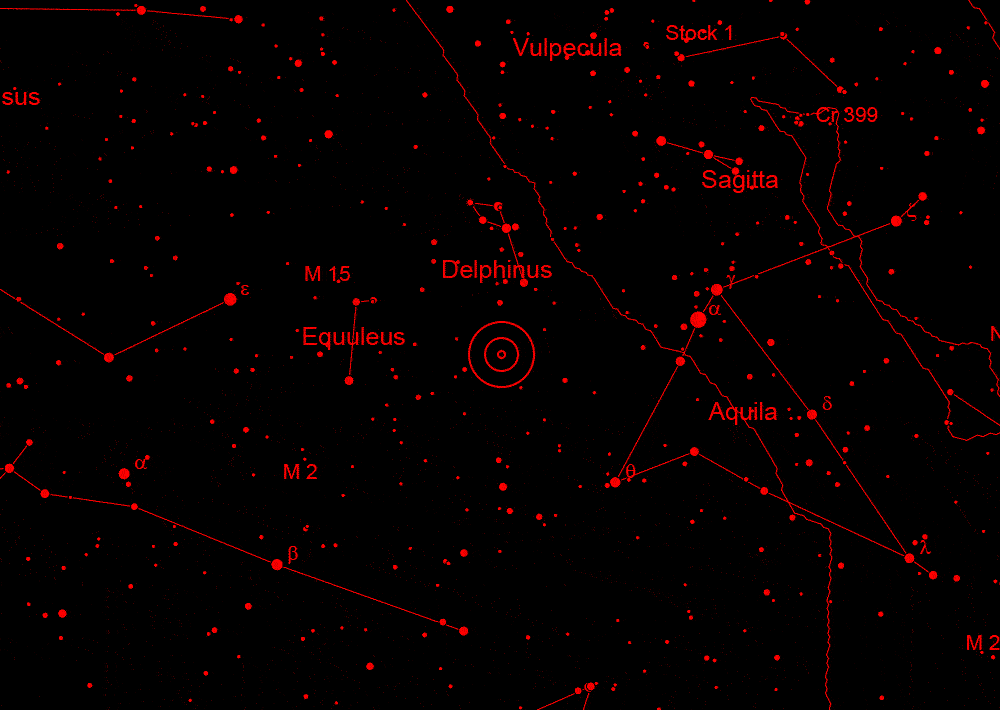 Stock 1
Vulpecula
sus
Cr 399
Sagitta
ζ
Delphinus
M 15
γ
ε
α
Equuleus
N
δ
Aquila
α
M 2
θ
β
λ
M 2